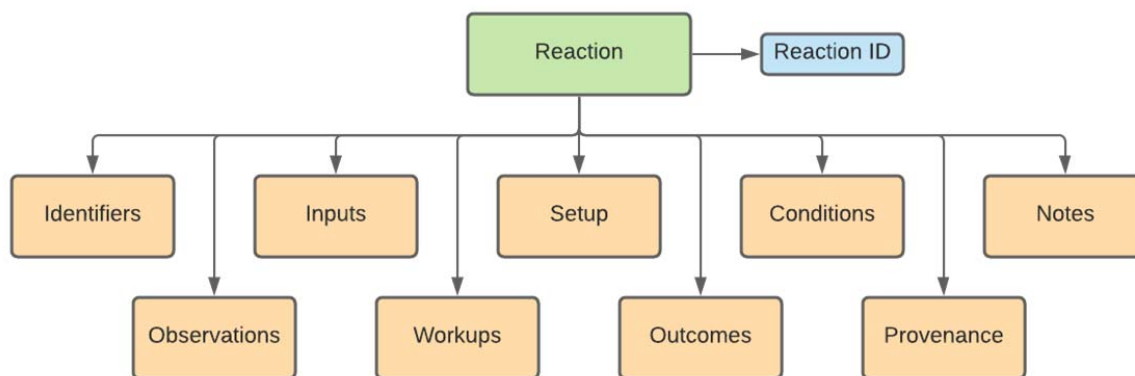 Reaction
Reaction ID
Identifiers
Inputs
Setup
Conditions
Notes
Observations
Workups
Outcomes
Provenance